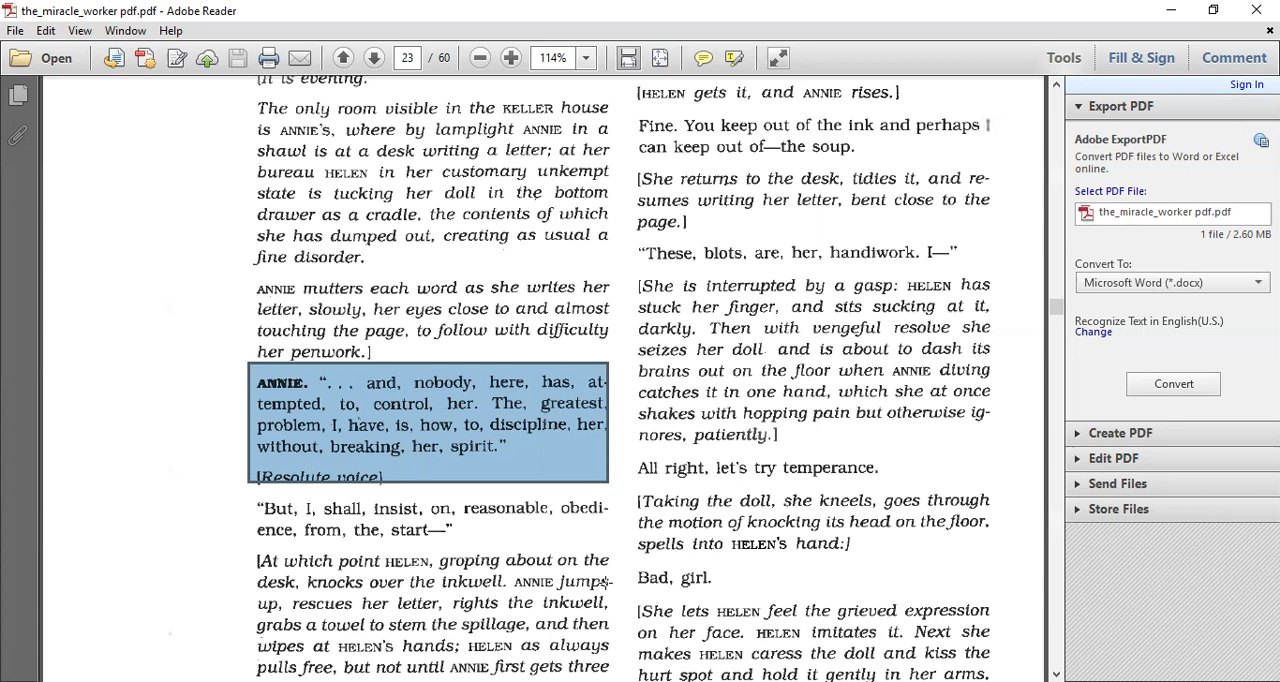 the_miracle_worker pdf.pdf - Adobe Reader
File Edit View Window Help
Open
23 / 60
114%
Tools
Fill & Sign
Comment
[It is evening.
The only room visible in the KELLER house
is ANNIE's, where by lamplight ANNIE in a
shawl is at a desk writing a letter; at her
bureau HELEN in her customary unkempt
state is tucking her doll in the bottom
drawer as a cradle, the contents of which
she has dumped out, creating as usual a
fine disorder.
ANNIE mutters each word as she writes her
letter, slowly, her eyes close to and almost
touching the page, to follow with difficulty
her penwork.]
ANNIE. “. . . and, nobody, here, has, at-
tempted, to, control, her. The, greatest,
problem, I, have, is, how, to, discipline, her,
without, breaking, her, spirit.”
[Resolute voice]
“But, I, shall, insist, on, reasonable, obedi-
ence, from, the, start—”
[At which point HELEN, groping about on the
desk, knocks over the inkwell. ANNIE jumps
up, rescues her letter, rights the inkwell,
grabs a towel to stem the spillage, and then
wipes at HELEN's hands; HELEN as always
pulls free, but not until ANNIE first gets three
[HELEN gets it, and ANNIE rises.]
Fine. You keep out of the ink and perhaps I
can keep out of—the soup.
[She returns to the desk, tidies it, and re-
sumes writing her letter, bent close to the
page.]
“These, blots, are, her, handiwork. I—”
[She is interrupted by a gasp: HELEN has
stuck her finger, and sits sucking at it,
darkly. Then with vengeful resolve she
seizes her doll and is about to dash its
brains out on the floor when ANNIE diving
catches it in one hand, which she at once
shakes with hopping pain but otherwise ig-
nores, patiently.]
All right, let's try temperance.
[Taking the doll, she kneels, goes through
the motion of knocking its head on the floor,
spells into HELEN's hand:]
Bad, girl.
[She lets HELEN feel the grieved expression
on her face. HELEN imitates it. Next she
makes HELEN caress the doll and kiss the
hurt spot and hold it gently in her arms,
Sign In
Export PDF
Adobe ExportPDF
Convert PDF files to Word or Excel
online.
Select PDF File:
the_miracle_worker pdf.pdf
1 file / 2.60 MB
Convert To:
Microsoft Word (*.docx)
Recognize Text in English(U.S.)
Change
Convert
Create PDF
Edit PDF
Send Files
Store Files